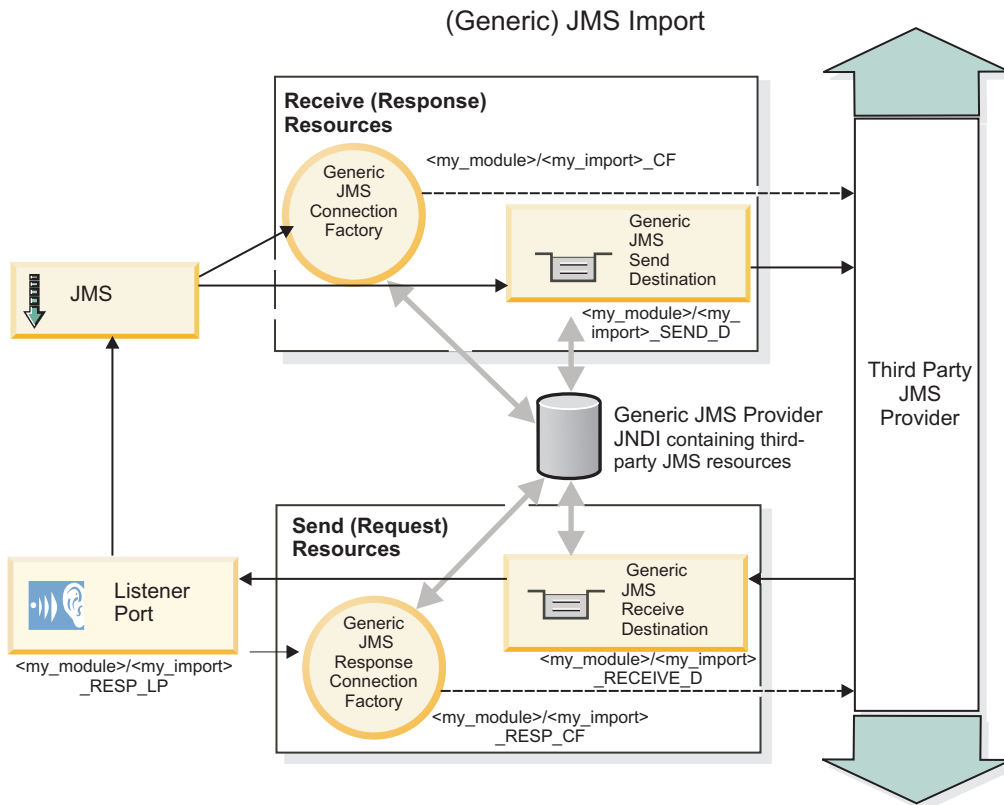 (Generic) JMS Import
Receive (Response)
Resources
Generic
JMS
Connection
Factory
<my_module>/<my_import>_CF
Generic
JMS
Send
Destination
<my_module>/<my_
import>_SEND_D
JMS
Third Party
JMS
Provider
Generic JMS Provider
JNDI containing third-
party JMS resources
Send (Request)
Resources
Generic
JMS
Receive
Destination
<my_module>/<my_import>
_RECEIVE_D
Listener
Port
<my_module>/<my_import>
_RESP_LP
Generic
JMS
Response
Connection
Factory
<my_module>/<my_import>
_RESP_CF